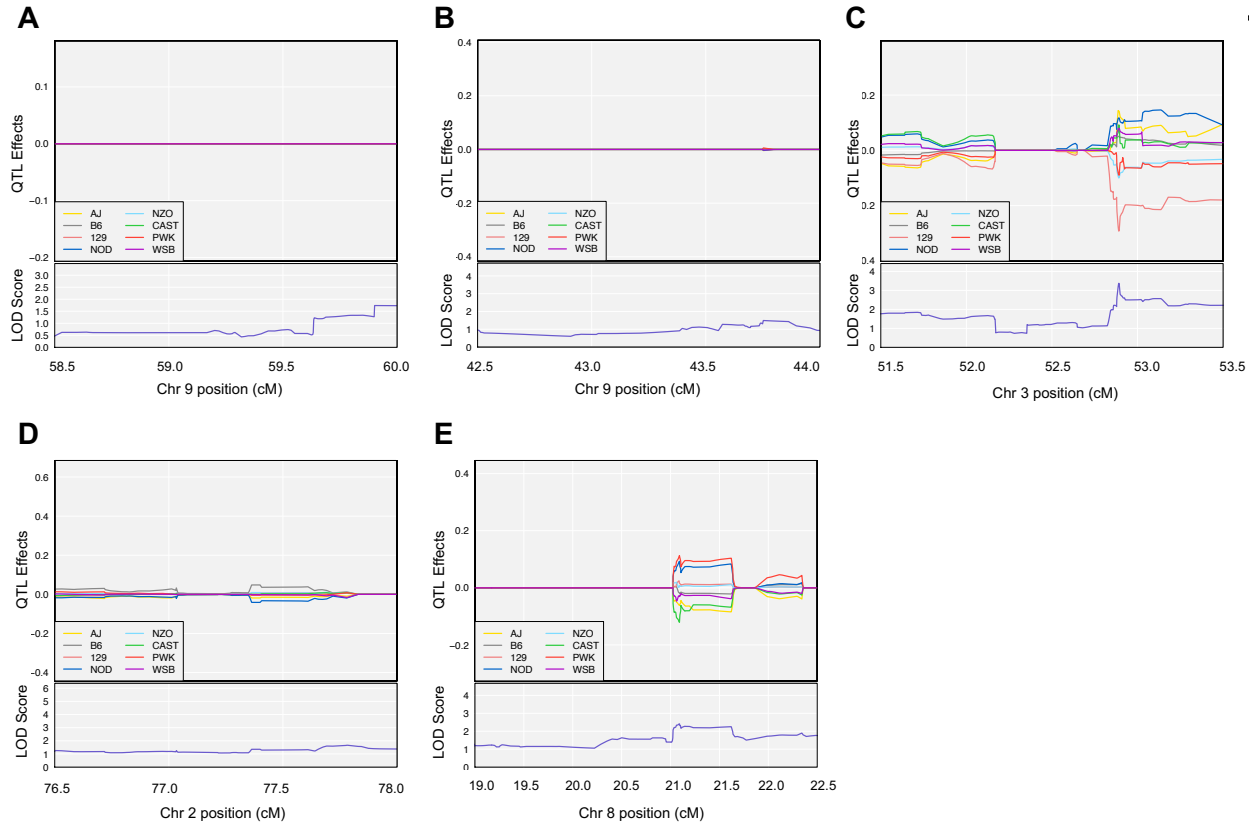 A
QTL Effects
0.1
0.0
−0.1
−0.2
AJ NZO
B6 CAST
129 PWK
NOD WSB
LOD Score
3.0
2.5
2.0
1.5
1.0
0.5
0.0
58.5 59.0 59.5 60.0
Chr 9 position (cM)
B
QTL Effects
0.4
0.2
0.0
−0.2
−0.4
AJ NZO
B6 CAST
129 PWK
NOD WSB
LOD Score
4
3
2
1
0
42.5 43.0 43.5 44.0
Chr 9 position (cM)
C
QTL Effects
0.2
0.0
0.2
0.4
AJ NZO
B6 CAST
129 PWK
NOD WSB
LOD Score
4
3
2
1
0
51.5 52.0 52.5 53.0 53.5
Chr 3 position (cM)
D
QTL Effects
0.6
0.4
0.2
0.0
−0.2
−0.4
AJ NZO
B6 CAST
129 PWK
NOD WSB
LOD Score
6
5
4
3
2
1
0
76.5 77.0 77.5 78.0
Chr 2 position (cM)
E
QTL Effects
0.4
0.2
0.0
−0.2
AJ NZO
B6 CAST
129 PWK
NOD WSB
LOD Score
4
3
2
1
0
19.0 19.5 20.0 20.5 21.0 21.5 22.0 22.5
Chr 8 position (cM)